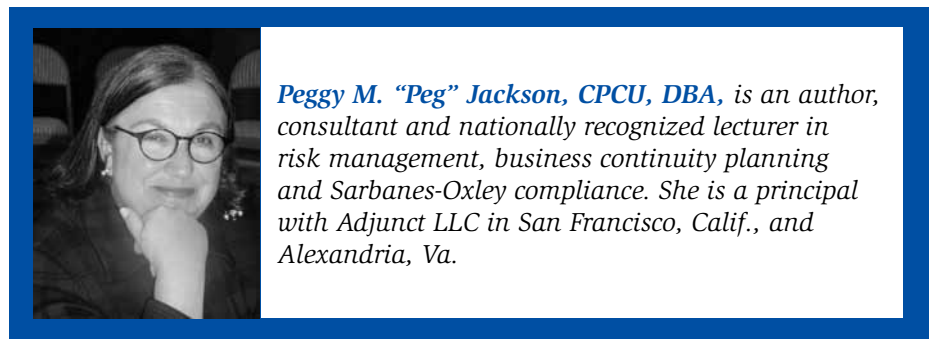 Peggy M. “Peg” Jackson, CPCU, DBA, is an author,
consultant and nationally recognized lecturer in
risk management, business continuity planning
and Sarbanes-Oxley compliance. She is a principal
with Adjunct LLC in San Francisco, Calif., and
Alexandria, Va.